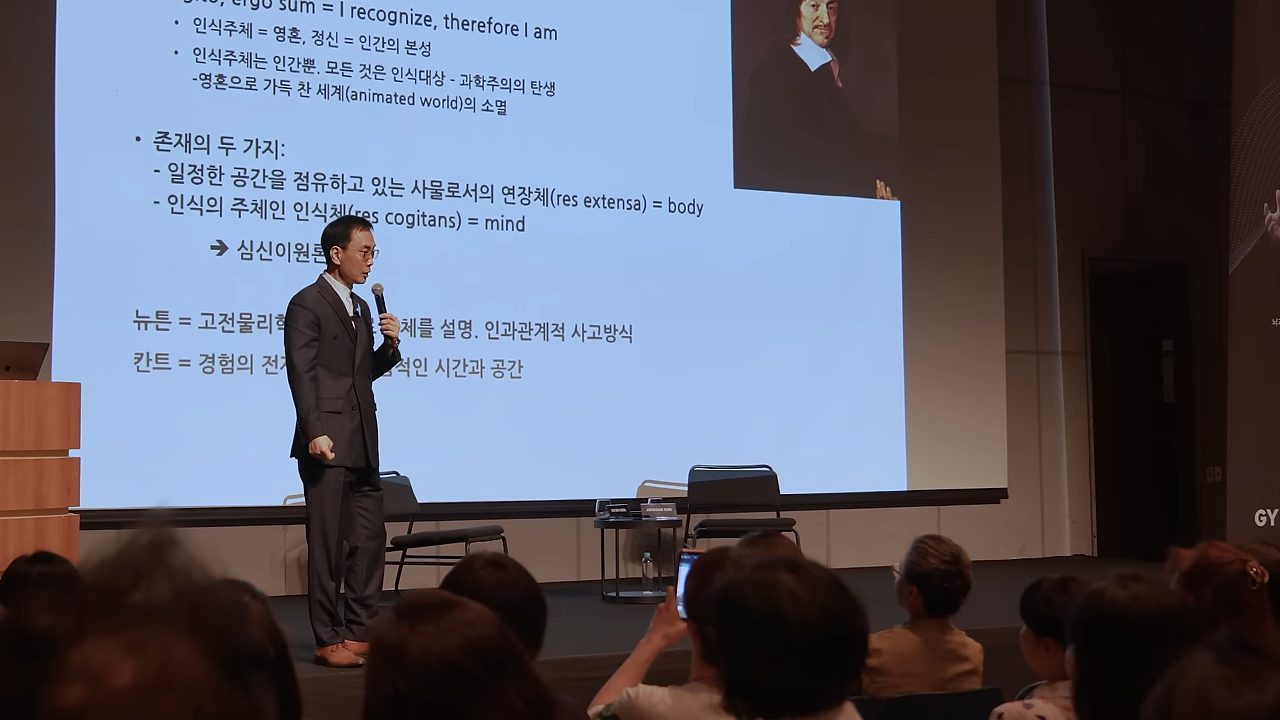 ergo sum = I recognize, therefore I am
• 인식주체 = 영혼, 정신 = 인간의 본성
• 인식주체는 인간뿐. 모든 것은 인식대상 - 과학주의의 탄생
-영혼으로 가득 찬 세계(animated world)의 소멸
• 존재의 두 가지:
- 일정한 공간을 점유하고 있는 사물로서의 연장체(res extensa) = body
- 인식의 주체인 인식체(res cogitans) = mind
➔ 심신이원론
뉴튼 = 고전물리학 체를 설명. 인과관계적 사고방식
칸트 = 경험의 전 적인 시간과 공간
GY